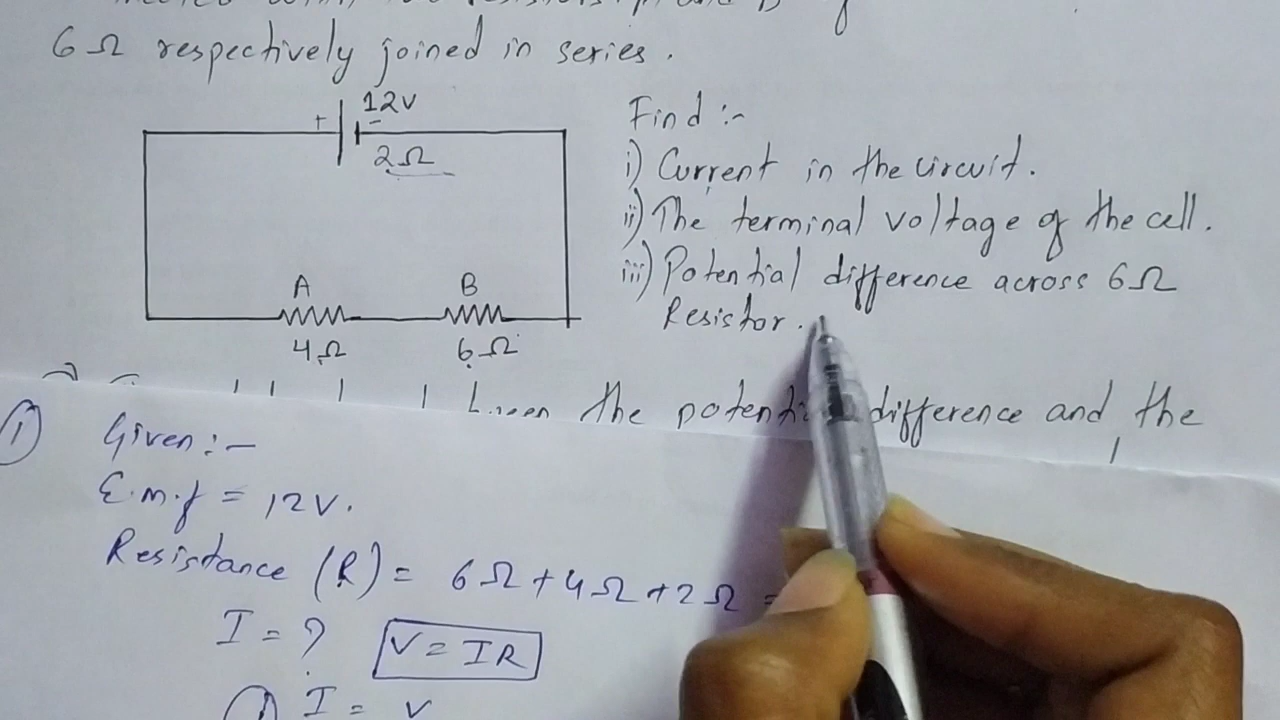 6Ω respectively joined in series.
+ 12V -
2Ω
A B
4Ω 6Ω
Find :-
i) Current in the circuit.
ii) The terminal voltage of the cell.
iii) Potential difference across 6Ω
Resistor.
the potential difference and the
① Given :-
E.m.f = 12V.
Resistance (R) = 6Ω + 4Ω + 2Ω =
I = ? V = IR
I = V